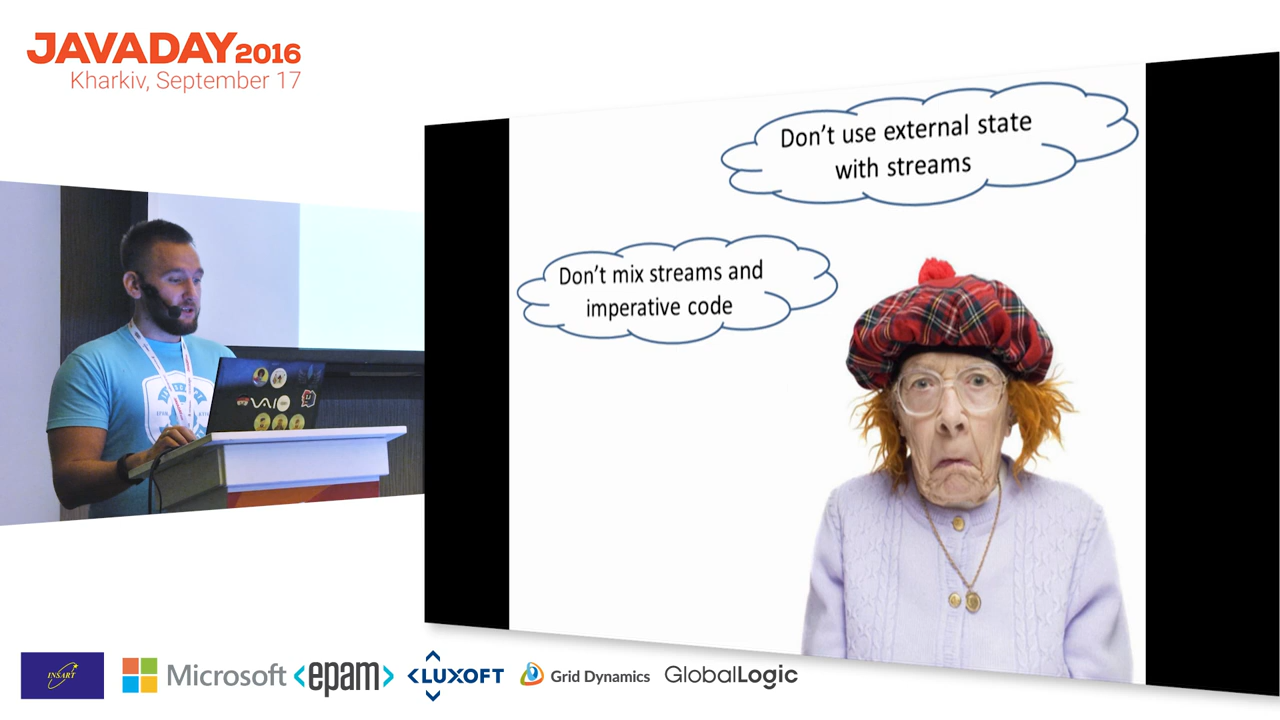 JAVADAY2016
Kharkiv, September 17
Don't use external state
with streams
Don't mix streams and
imperative code
VAIO
INSART
Microsoft
<epam>
<LUXOFT
Grid Dynamics
GlobalLogic